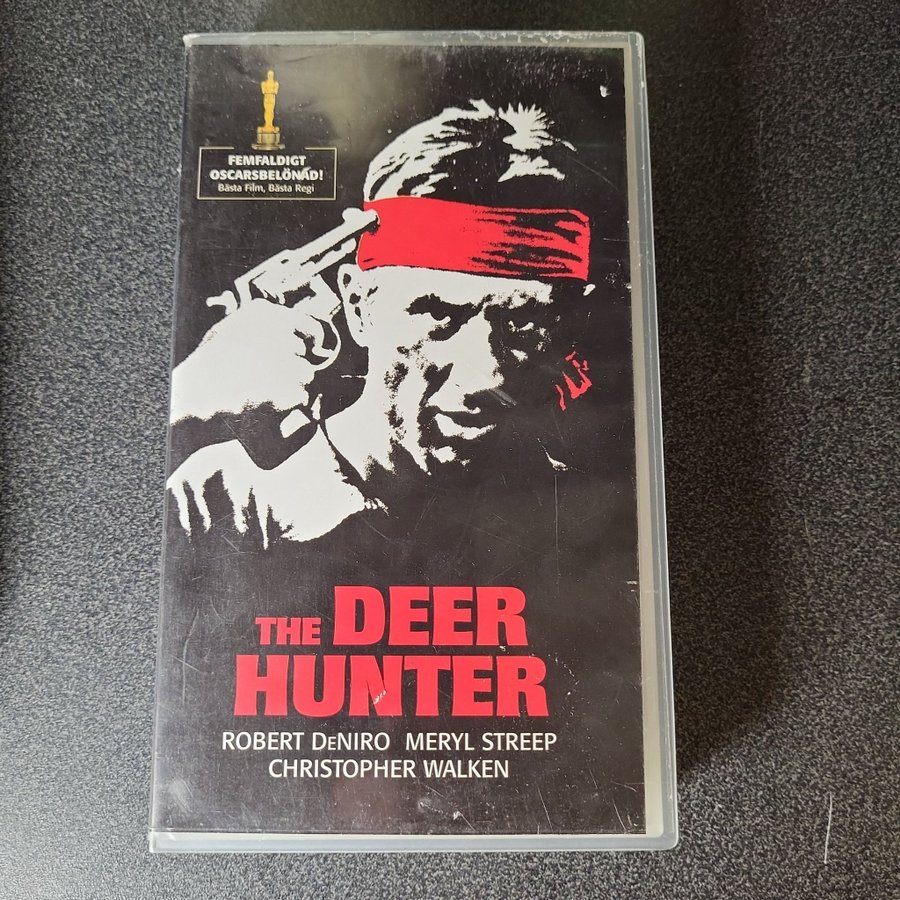 FEMFALDIGT
OSCARSBELÖNAD!
Bästa Film, Bästa Regi
THE DEER
HUNTER
ROBERT DENIRO MERYL STREEP
CHRISTOPHER WALKEN